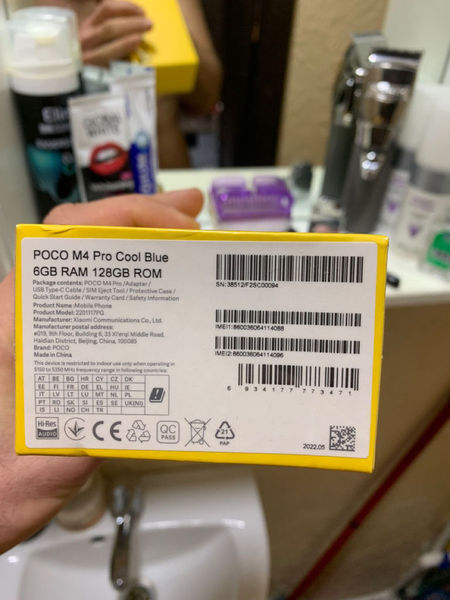 GLOBAL
WHITE
POCO M4 Pro Cool Blue
6GB RAM 128GB ROM
Package contents: POCO M4 Pro /Adapter /
USB Type-C Cable / SIM Eject Tool / Protective Case /
Quick Start Guide / Warranty Card / Safety Information
Product Name :Mobile Phone
Product Model: 2201117PG
Manufacturer: Xiaomi Communications Co., Ltd.
Manufacturer postal address:
#019, 9th Floor, Building 6, 33 Xi'erqi Middle Road,
Haidian District, Beijing, China, 100085
Brand: POCO
Made in China
This device is restricted to indoor use only when operating in
5150 to 5350 MHz frequency range in following countries:
AT BE BG HR CY CZ DK
EE FI FR DE EL HU IE
IT LV LT LU MT NL PL
PT RO SK SI ES SE UK(NI)
IS LI NO CH TR
Hi-Res
AUDIO
CE
QC
PASS
21
PAP
SN:38512/F2SC00094
IMEI1:860036064114088
IMEI2:860036064114096
6 934177 773471
2022.05